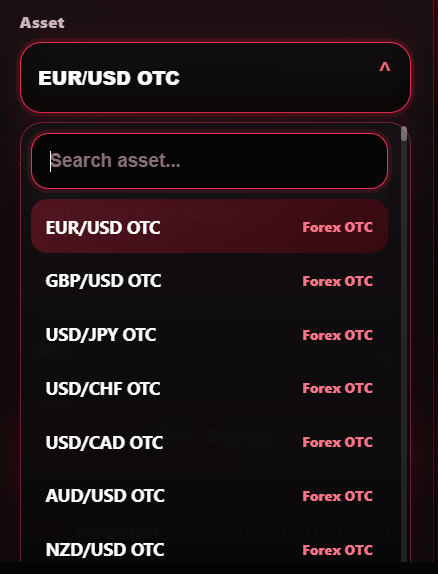 Asset
EUR/USD OTC ^
Search asset...
EUR/USD OTC Forex OTC
GBP/USD OTC Forex OTC
USD/JPY OTC Forex OTC
USD/CHF OTC Forex OTC
USD/CAD OTC Forex OTC
AUD/USD OTC Forex OTC
NZD/USD OTC Forex OTC